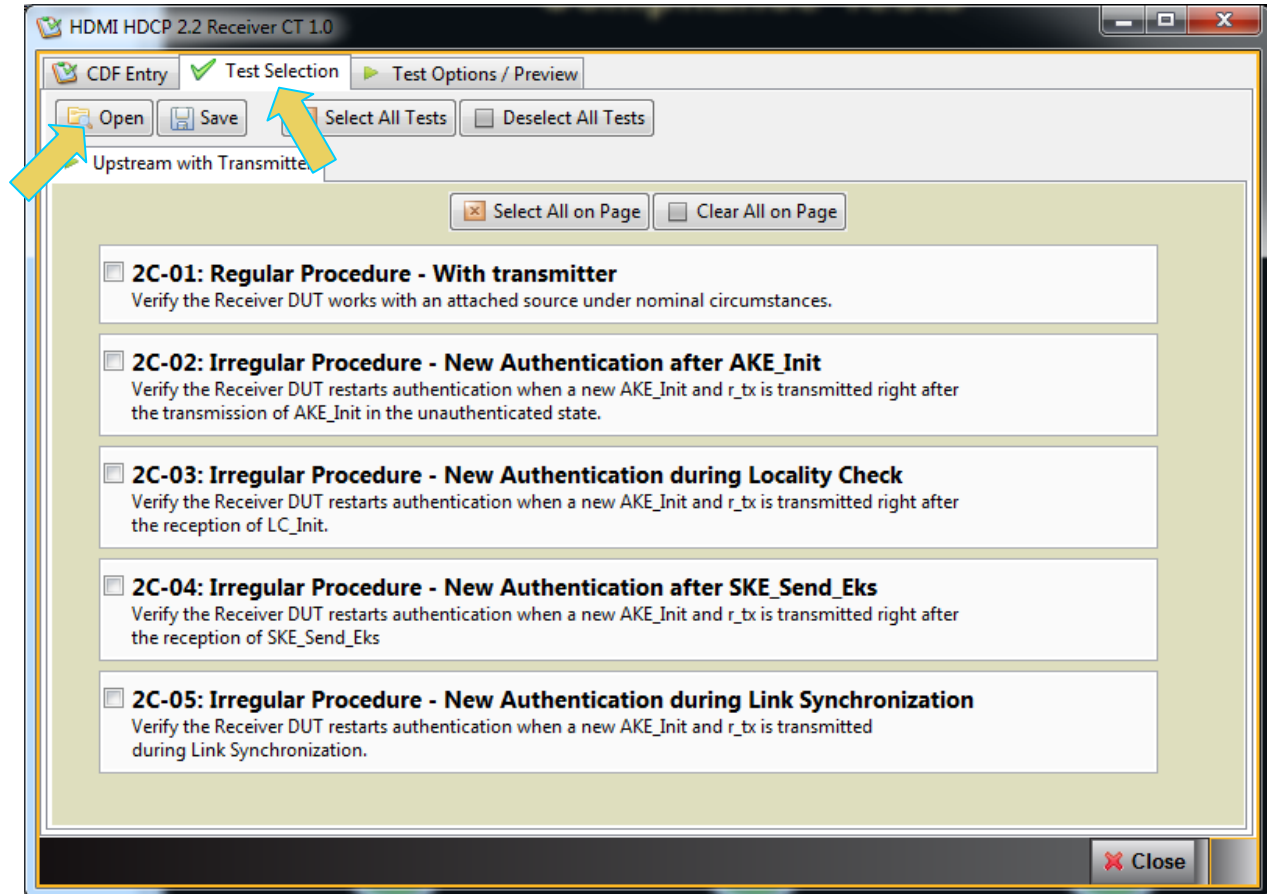 HDMI HDCP 2.2 Receiver CT 1.0
CDF Entry Test Selection Test Options / Preview
Open Save Select All Tests Deselect All Tests
Upstream with Transmitter
Select All on Page Clear All on Page
2C-01: Regular Procedure - With transmitter
Verify the Receiver DUT works with an attached source under nominal circumstances.
2C-02: Irregular Procedure - New Authentication after AKE_Init
Verify the Receiver DUT restarts authentication when a new AKE_Init and r_tx is transmitted right after
the transmission of AKE_Init in the unauthenticated state.
2C-03: Irregular Procedure - New Authentication during Locality Check
Verify the Receiver DUT restarts authentication when a new AKE_Init and r_tx is transmitted right after
the reception of LC_Init.
2C-04: Irregular Procedure - New Authentication after SKE_Send_Eks
Verify the Receiver DUT restarts authentication when a new AKE_Init and r_tx is transmitted right after
the reception of SKE_Send_Eks
2C-05: Irregular Procedure - New Authentication during Link Synchronization
Verify the Receiver DUT restarts authentication when a new AKE_Init and r_tx is transmitted
during Link Synchronization.
Close